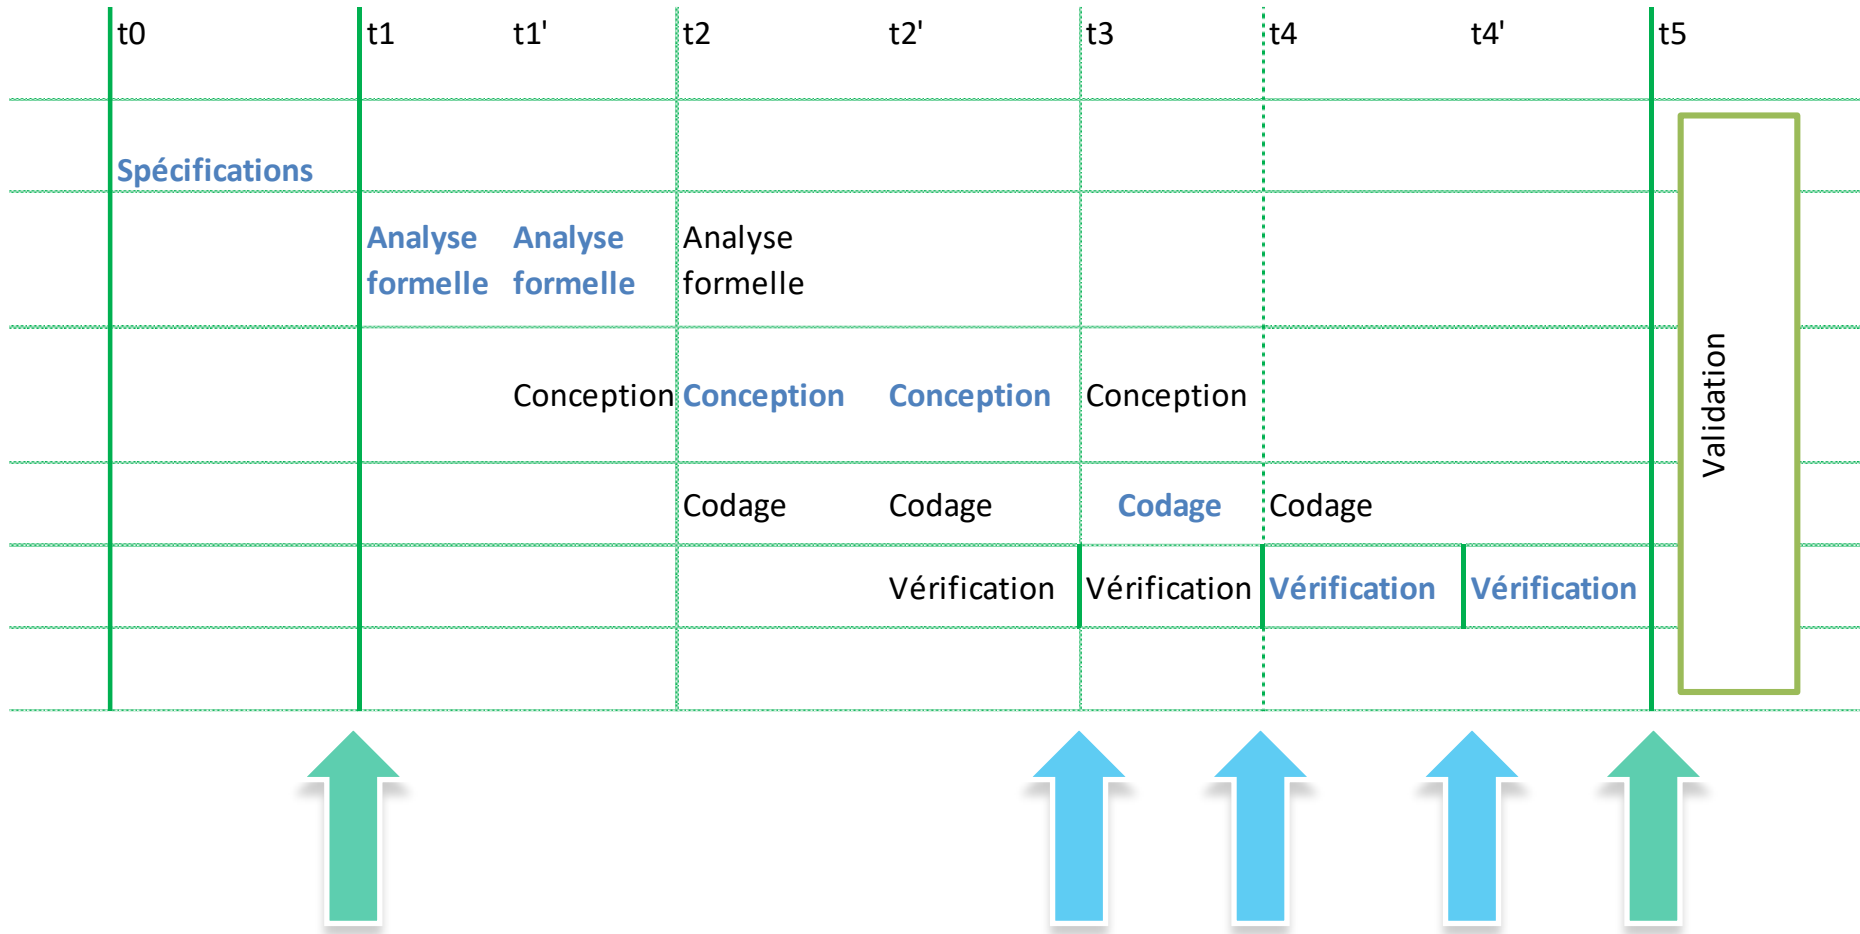 t0 t1 t1' t2 t2' t3 t4 t4' t5
Spécifications
Analyse Analyse Analyse
formelle formelle formelle
Conception Conception Conception Conception
Codage Codage Codage Codage
Vérification Vérification Vérification Vérification
Validation